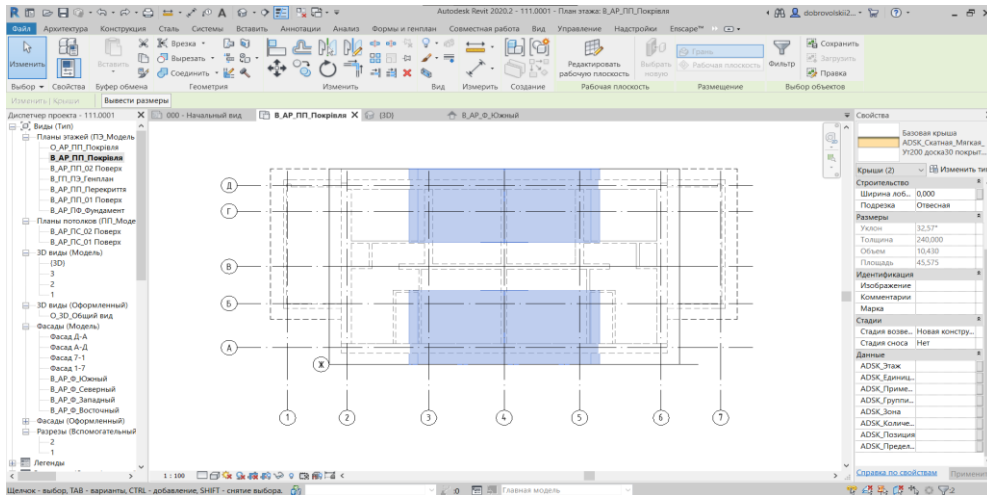 Autodesk Revit 2020.2 - 111.0001 - План этажа: В_АР_ПП_Покрівля
dobrovolskii2...
Файл Архитектура Конструкция Сталь Системы Вставить Аннотации Анализ Формы и генплан Совместная работа Вид Управление Надстройки Enscape™
Изменить
Вставить
Врезка
Вырезать
Соединить
Редактировать рабочую плоскость
Выбрать новую
Грань
Рабочая плоскость
Фильтр
Сохранить
Загрузить
Правка
Выбор Свойства Буфер обмена Геометрия Изменить Вид Измерить Создание Рабочая плоскость Размещение Выбор объектов
Изменить | Крыши Вывести размеры
Диспетчер проекта - 111.0001
000 - Начальный вид
В_АР_ПП_Покрівля
{3D}
В_АР_Ф_Южный
Виды (Тип)
Планы этажей (ПЭ_Модель
О_АР_ПП_Покрівля
В_АР_ПП_Покрівля
В_АР_ПП_02 Поверх
В_ГП_ПЭ_Генплан
В_АР_ПП_Перекриття
В_АР_ПП_01 Поверх
В_АР_ПФ_Фундамент
Планы потолков (ПП_Моде
В_АР_ПС_02 Поверх
В_АР_ПС_01 Поверх
3D виды (Модель)
{3D}
3
2
1
3D виды (Оформленный)
О_3D_Общий вид
Фасады (Модель)
Фасад Д-А
Фасад А-Д
Фасад 7-1
Фасад 1-7
В_АР_Ф_Южный
В_АР_Ф_Северный
В_АР_Ф_Западный
В_АР_Ф_Восточный
Фасады (Оформленный)
Разрезы (Вспомогательный
2
1
Легенды
Д
Г
В
Б
А
Ж
1 2 3 4 5 6 7
1 : 100
Свойства
Базовая крыша
ADSK_Скатная_Мягкая_
Ут200 доска30 покрыт...
Крыши (2) Изменить тип
Строительство
Ширина лоб... 0,000
Подрезка Отвесная
Размеры
Уклон 32,57°
Толщина 240,000
Объем 10,430
Площадь 45,575
Идентификация
Изображение
Комментарии
Марка
Стадии
Стадия возве... Новая констру...
Стадия сноса Нет
Данные
ADSK_Этаж
ADSK_Единиц...
ADSK_Приме...
ADSK_Группи...
ADSK_Зона
ADSK_Количе...
ADSK_Позиция
ADSK_Предел...
Справка по свойствам Применить
Щелчок - выбор, TAB - варианты, CTRL - добавление, SHIFT - снятие выбора.
:0 Главная модель
:2